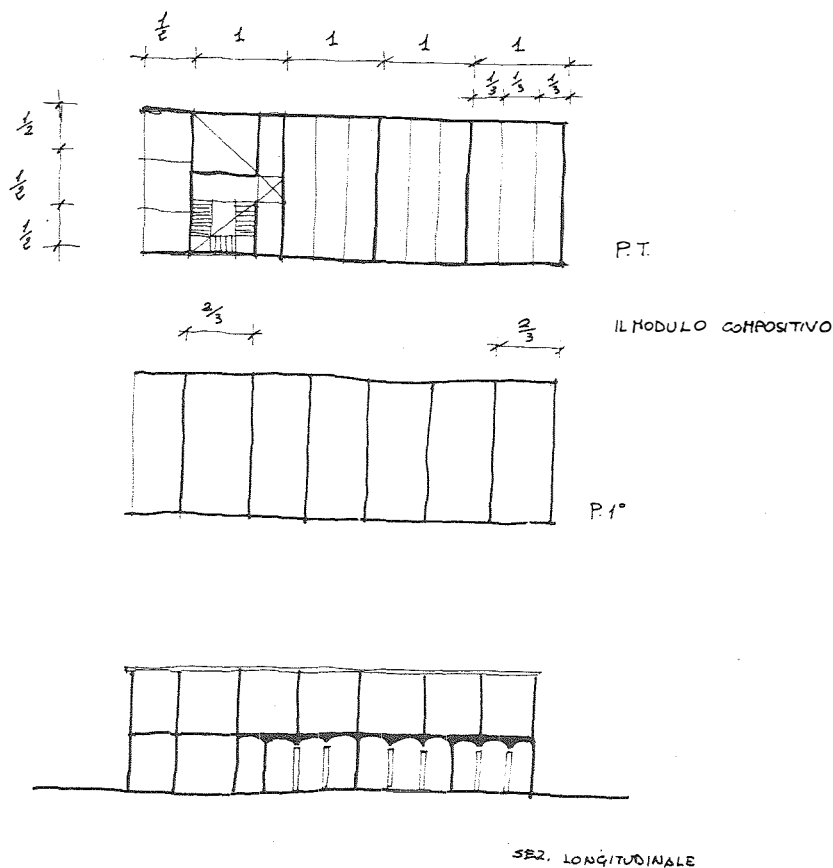 1/2 1 1 1 1
1/3 1/3 1/3
1/2
1/2
1/2
P.T.
2/3 2/3
IL MODULO COMPOSITIVO
P.1°
SEZ. LONGITUDINALE